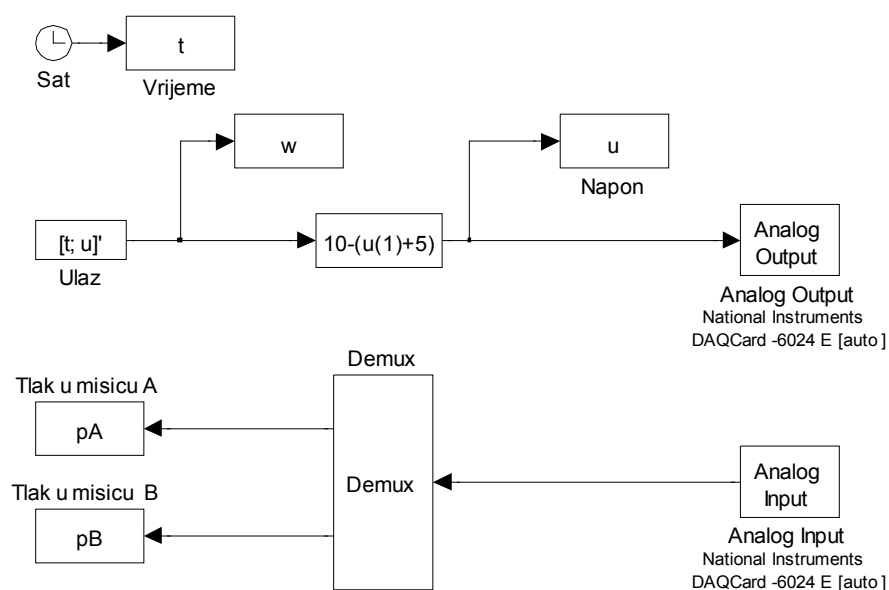 t
Sat
Vrijeme
w
u
Napon
[t; u]'
Ulaz
10-(u(1)+5)
Analog
Output
Analog Output
National Instruments
DAQCard -6024 E [auto ]
Demux
Tlak u misicu A
pA
Demux
Tlak u misicu B
pB
Analog
Input
Analog Input
National Instruments
DAQCard -6024 E [auto ]